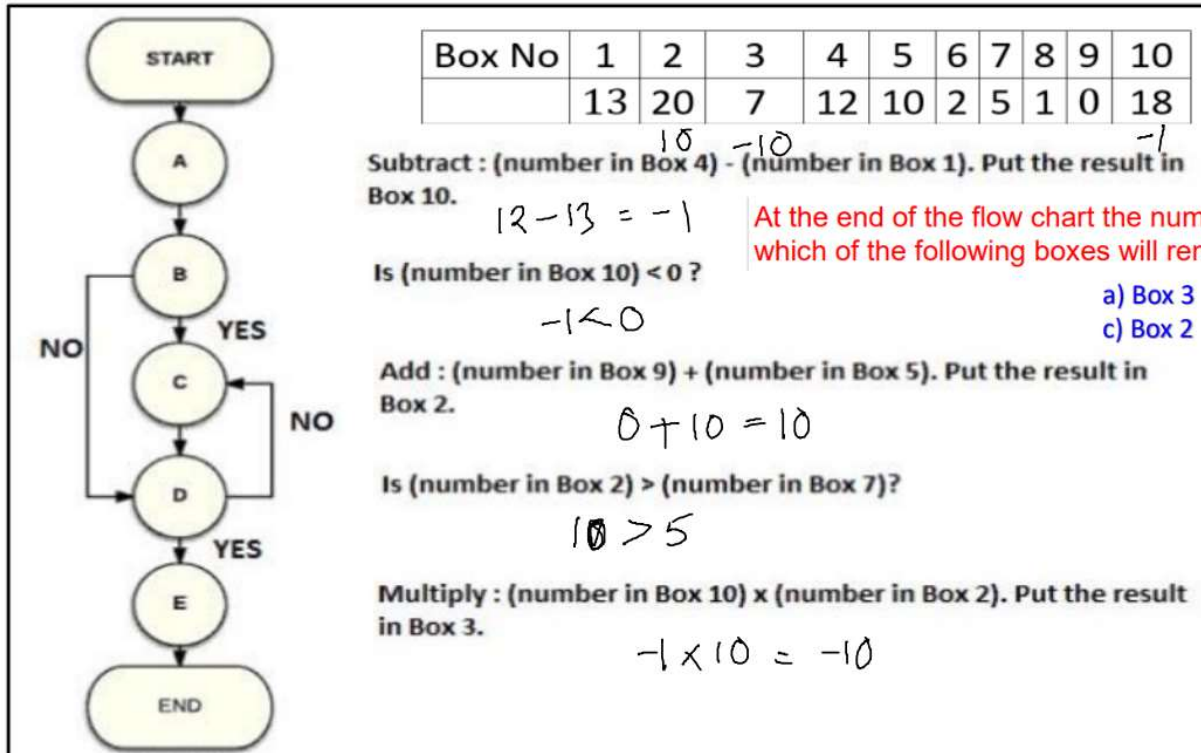 START
A
B
NO
YES
C
NO
D
YES
E
END
Box No 1 2 3 4 5 6 7 8 9 10
13 20 7 12 10 2 5 1 0 18
10 -10 -1
Subtract : (number in Box 4) - (number in Box 1). Put the result in
Box 10.
12 - 13 = -1
At the end of the flow chart the num
which of the following boxes will rem
a) Box 3
c) Box 2
Is (number in Box 10) < 0 ?
-1 < 0
Add : (number in Box 9) + (number in Box 5). Put the result in
Box 2.
0 + 10 = 10
Is (number in Box 2) > (number in Box 7)?
10 > 5
Multiply : (number in Box 10) x (number in Box 2). Put the result
in Box 3.
-1 × 10 = -10